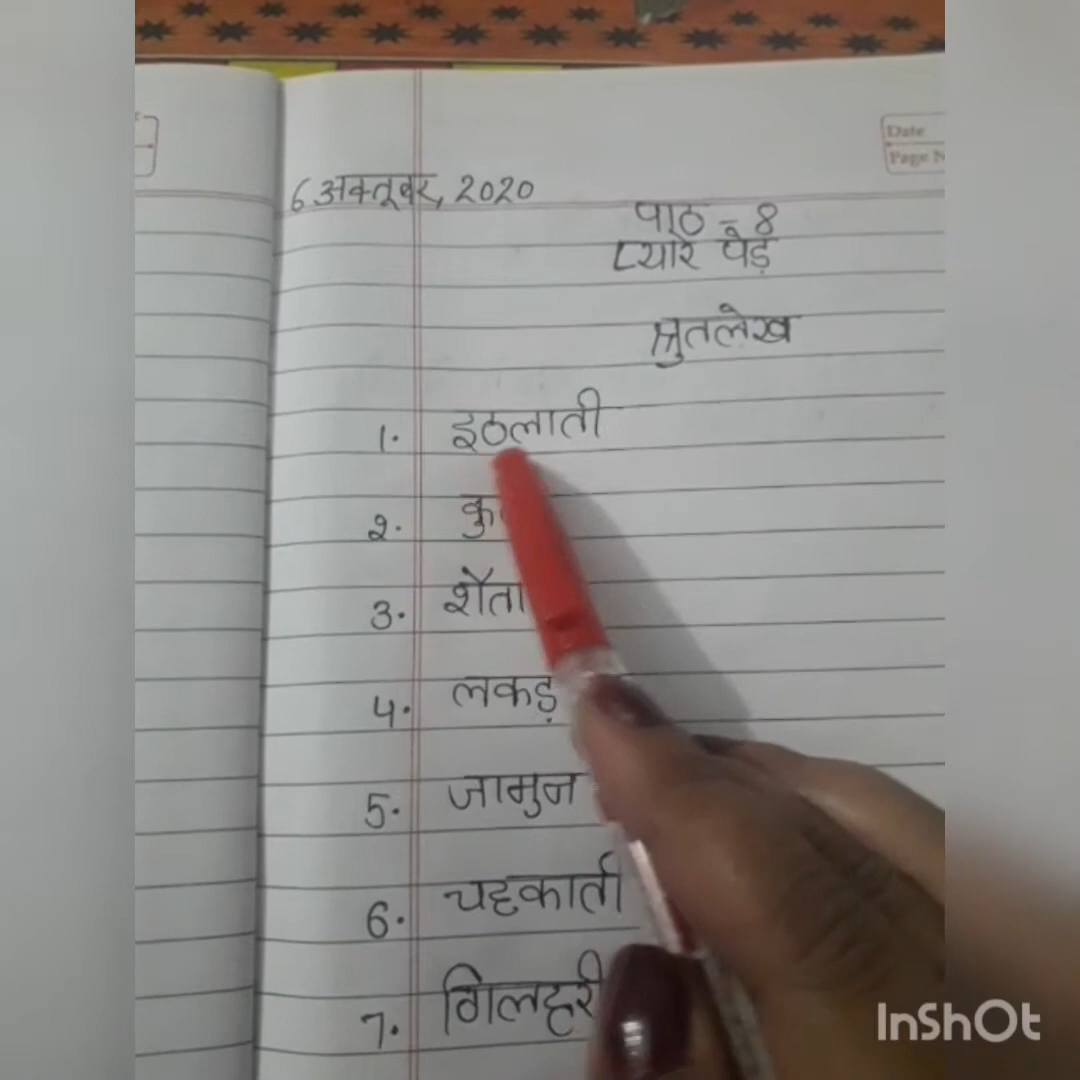 Date
Page N
6 अक्तूबर, 2020
पाठ - 8
प्यारे पेड़
श्रुतलेख
1. इठलाती
2. कु
3. शैता
4. लकड़
5. जामुन
6. चहकाती
7. गिलहरी
InShOt